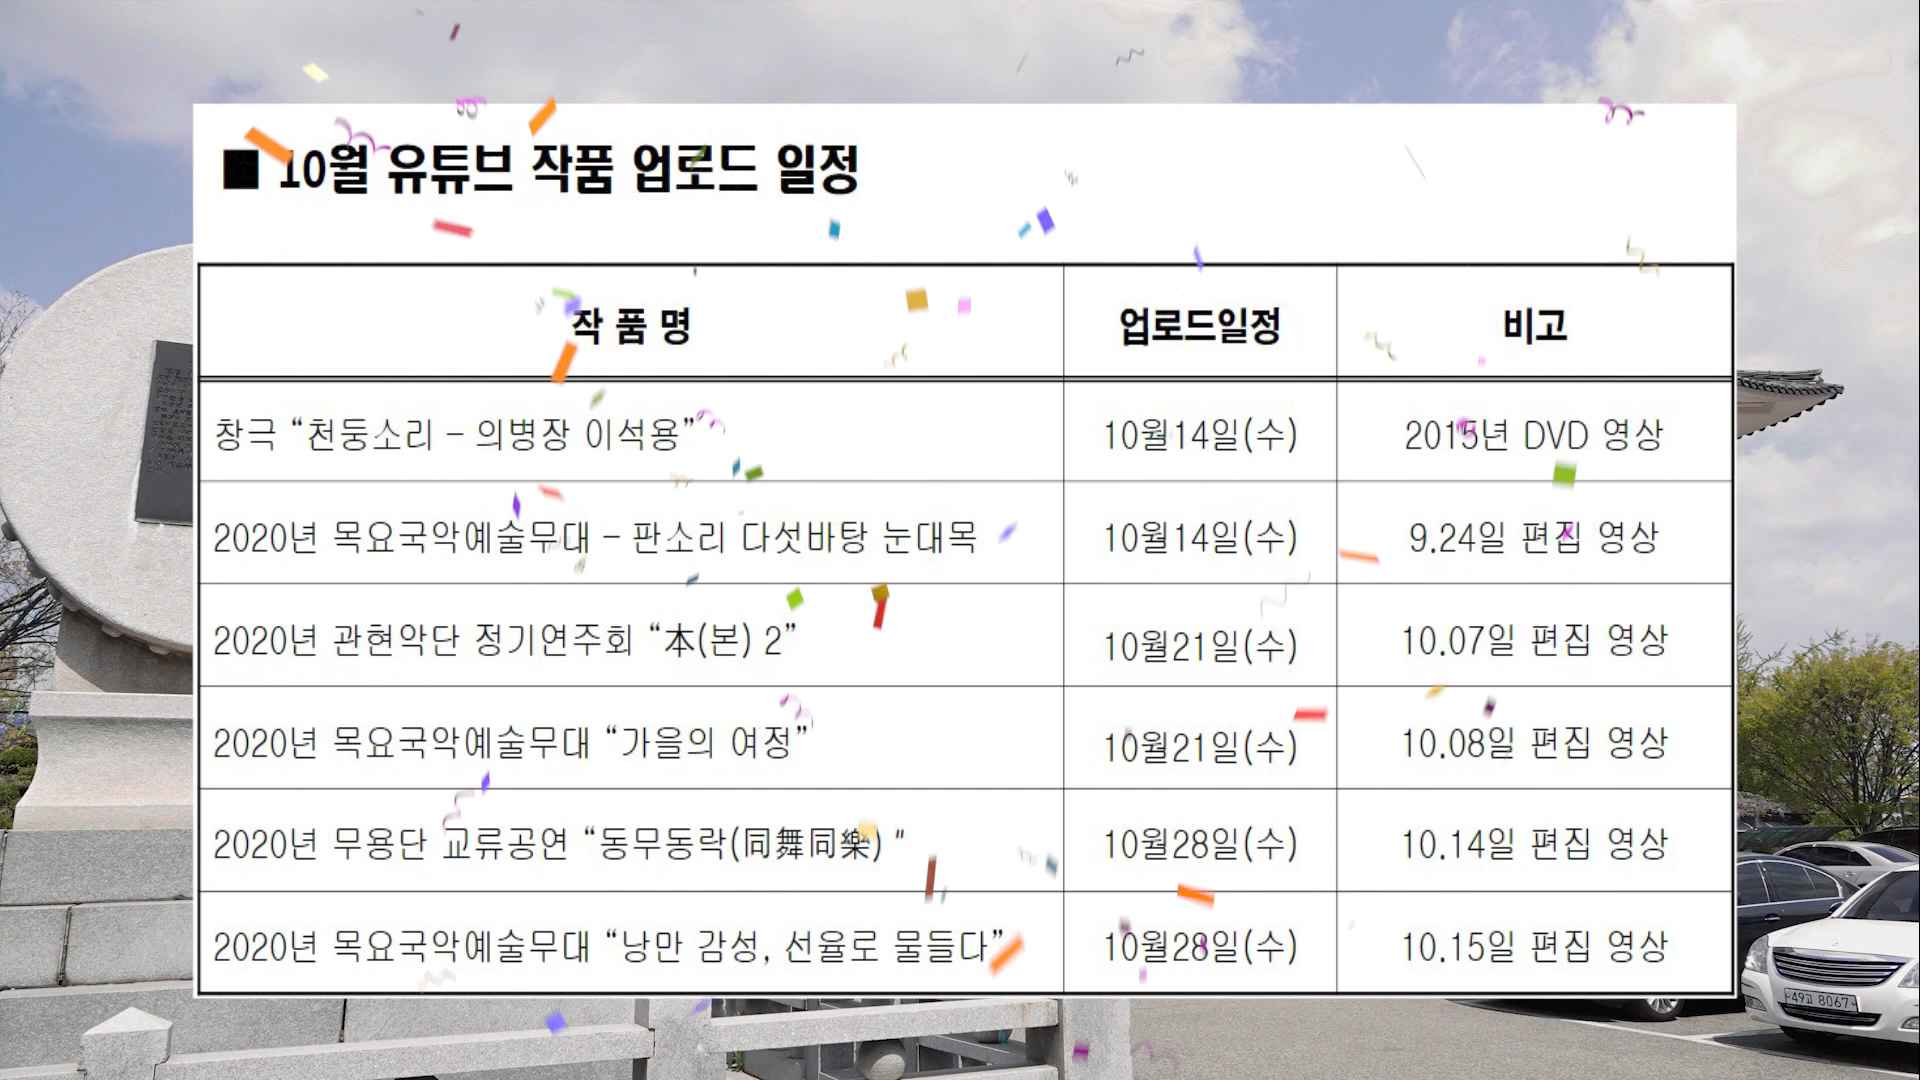 ■ 10월 유튜브 작품 업로드 일정
작 품 명 업로드일정 비고
창극 “천둥소리 – 의병장 이석용” 10월14일(수) 2015년 DVD 영상
2020년 목요국악예술무대 – 판소리 다섯바탕 눈대목 10월14일(수) 9.24일 편집 영상
2020년 관현악단 정기연주회 “本(본) 2” 10월21일(수) 10.07일 편집 영상
2020년 목요국악예술무대 “가을의 여정” 10월21일(수) 10.08일 편집 영상
2020년 무용단 교류공연 “동무동락(同舞同樂) " 10월28일(수) 10.14일 편집 영상
2020년 목요국악예술무대 “낭만 감성, 선율로 물들다” 10월28일(수) 10.15일 편집 영상
49고 8067